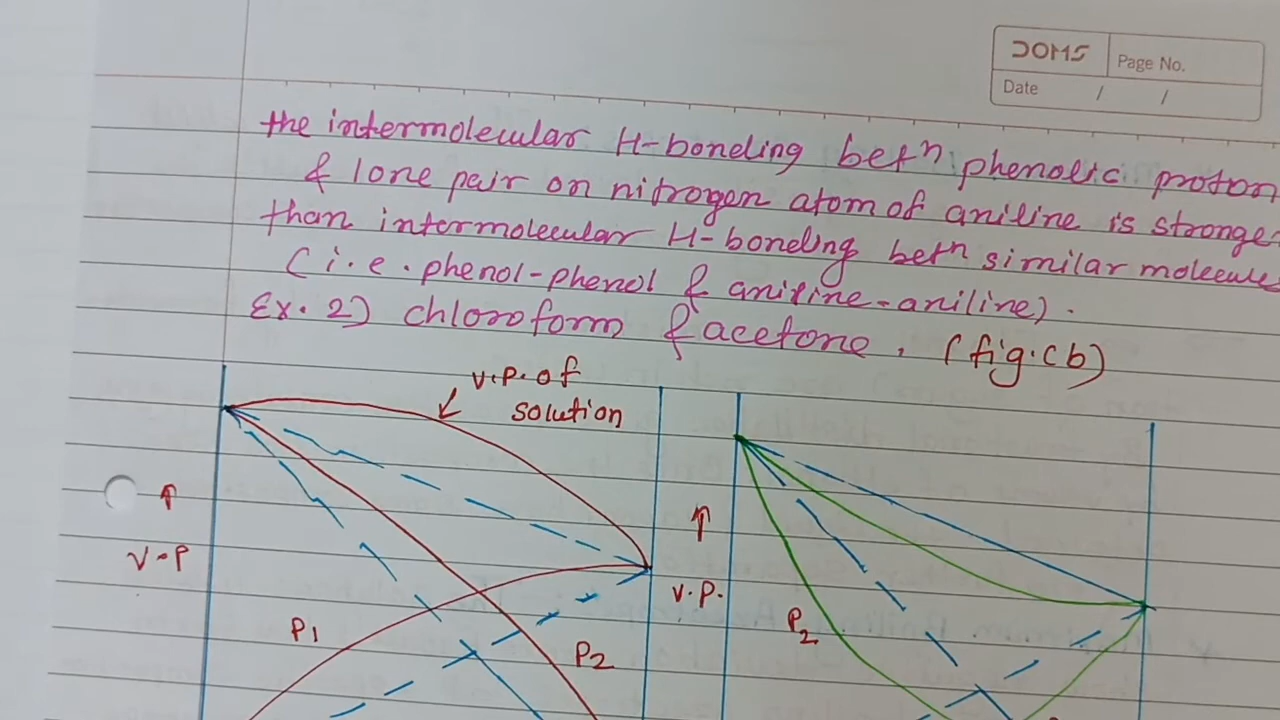 DOMS
Page No.
Date / /
the intermolecular H-bonding betn phenolic proton
& lone pair on nitrogen atom of aniline is stronge
than intermolecular H-bonding betn similar molecules
(i.e. phenol-phenol & aniline-aniline).
Ex. 2) chloroform & acetone. (fig.(b)
v.p. of
solution
↑
V.P
P1
P2
↑
V.P.
P2